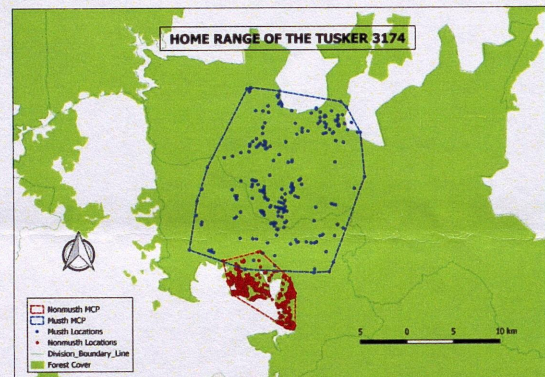 HOME RANGE OF THE TUSKER 3174
Nonmusth MCP
Musth MCP
Musth Locations
Nonmusth Locations
Division_Boundary_Line
Forest Cover
5 0 5 10 km